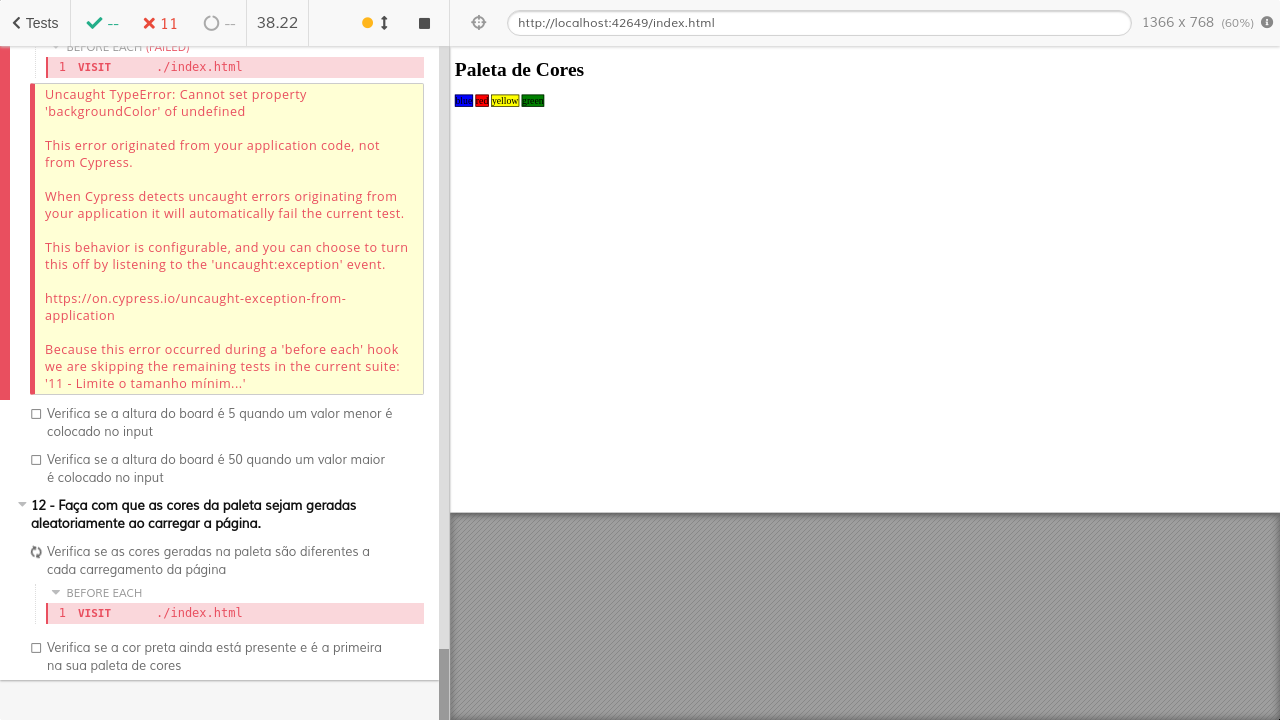 Tests
--
11
--
38.22
http://localhost:42649/index.html
1366 x 768 (60%)
BEFORE EACH (FAILED)
1 VISIT ./index.html
Uncaught TypeError: Cannot set property
'backgroundColor' of undefined
This error originated from your application code, not
from Cypress.
When Cypress detects uncaught errors originating from
your application it will automatically fail the current test.
This behavior is configurable, and you can choose to turn
this off by listening to the 'uncaught:exception' event.
https://on.cypress.io/uncaught-exception-from-
application
Because this error occurred during a 'before each' hook
we are skipping the remaining tests in the current suite:
'11 - Limite o tamanho mínim...'
Verifica se a altura do board é 5 quando um valor menor é
colocado no input
Verifica se a altura do board é 50 quando um valor maior
é colocado no input
12 - Faça com que as cores da paleta sejam geradas
aleatoriamente ao carregar a página.
Verifica se as cores geradas na paleta são diferentes a
cada carregamento da página
BEFORE EACH
1 VISIT ./index.html
Verifica se a cor preta ainda está presente e é a primeira
na sua paleta de cores
Paleta de Cores
red yellow green